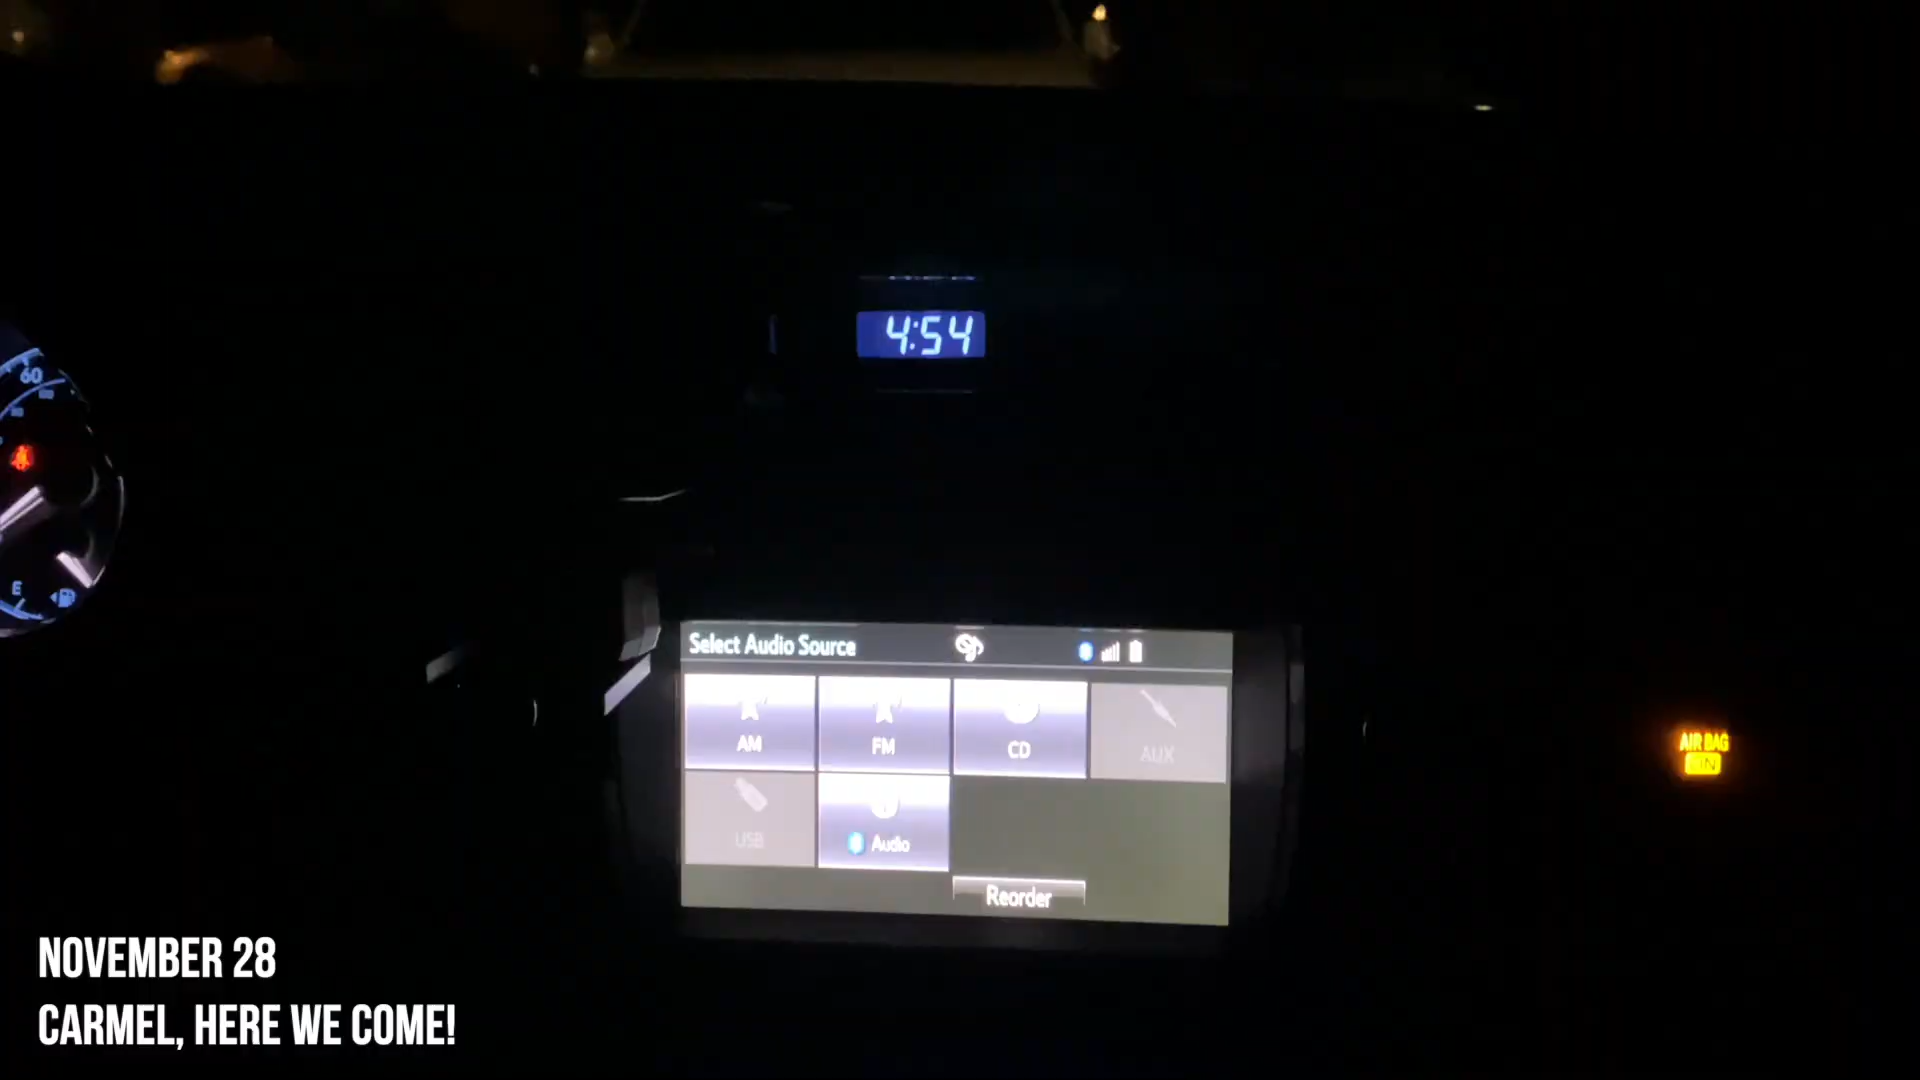 4:54
60
E
Select Audio Source
AM
FM
CD
AUX
USB
Audio
Reorder
AIR BAG
ON
NOVEMBER 28
CARMEL, HERE WE COME!